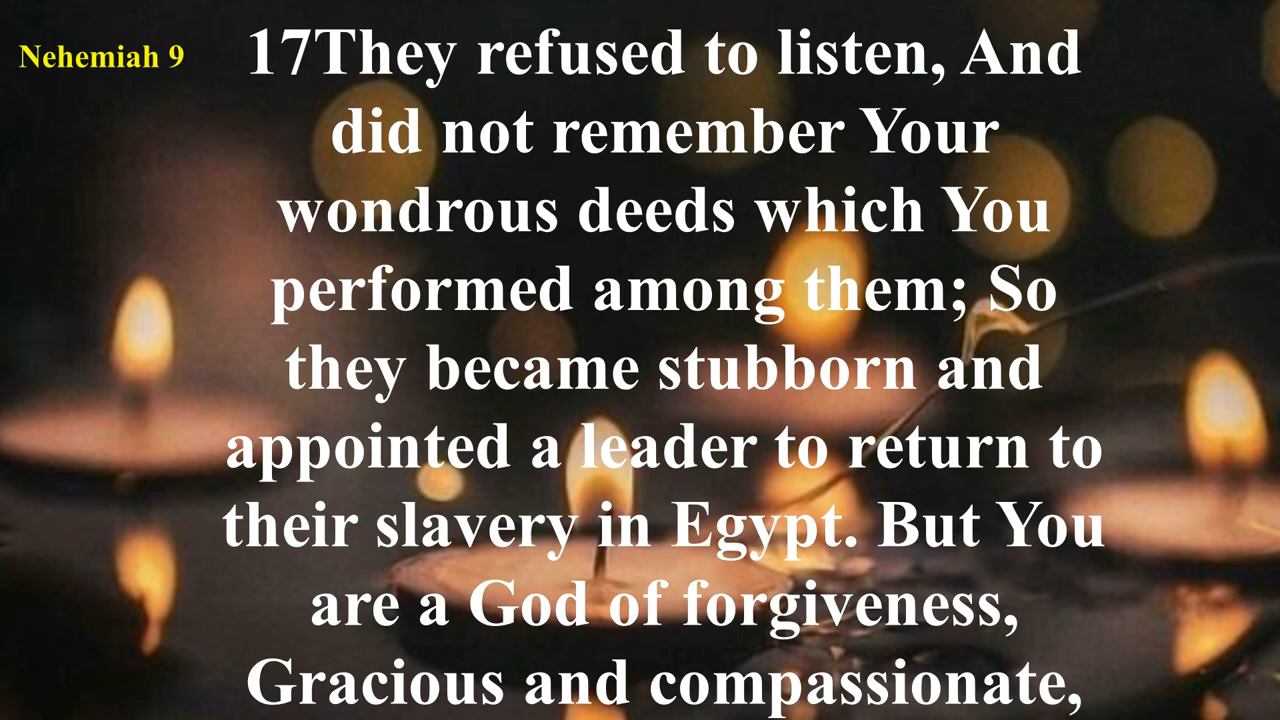 Nehemiah 9
17They refused to listen, And
did not remember Your
wondrous deeds which You
performed among them; So
they became stubborn and
appointed a leader to return to
their slavery in Egypt. But You
are a God of forgiveness,
Gracious and compassionate,